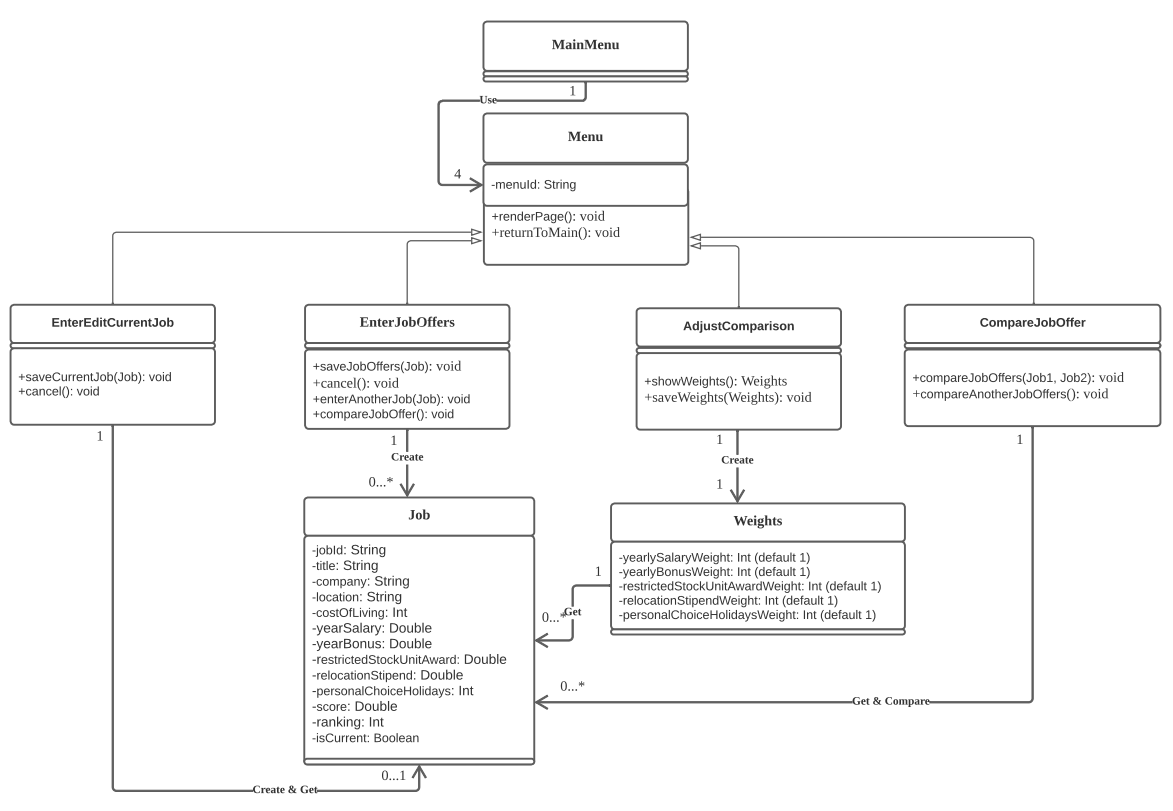 MainMenu
1
Use
Menu
4
-menuId: String
+renderPage(): void
+returnToMain(): void
EnterEditCurrentJob
+saveCurrentJob(Job): void
+cancel(): void
EnterJobOffers
+saveJobOffers(Job): void
+cancel(): void
+enterAnotherJob(Job): void
+compareJobOffer(): void
AdjustComparison
+showWeights(): Weights
+saveWeights(Weights): void
CompareJobOffer
+compareJobOffers(Job1, Job2): void
+compareAnotherJobOffers(): void
1
1
Create
0...*
1
Create
1
1
Job
-jobId: String
-title: String
-company: String
-location: String
-costOfLiving: Int
-yearSalary: Double
-yearBonus: Double
-restrictedStockUnitAward: Double
-relocationStipend: Double
-personalChoiceHolidays: Int
-score: Double
-ranking: Int
-isCurrent: Boolean
Weights
-yearlySalaryWeight: Int (default 1)
-yearlyBonusWeight: Int (default 1)
-restrictedStockUnitAwardWeight: Int (default 1)
-relocationStipendWeight: Int (default 1)
-personalChoiceHolidaysWeight: Int (default 1)
1
0...*
Get
0...*
Get & Compare
0...1
Create & Get